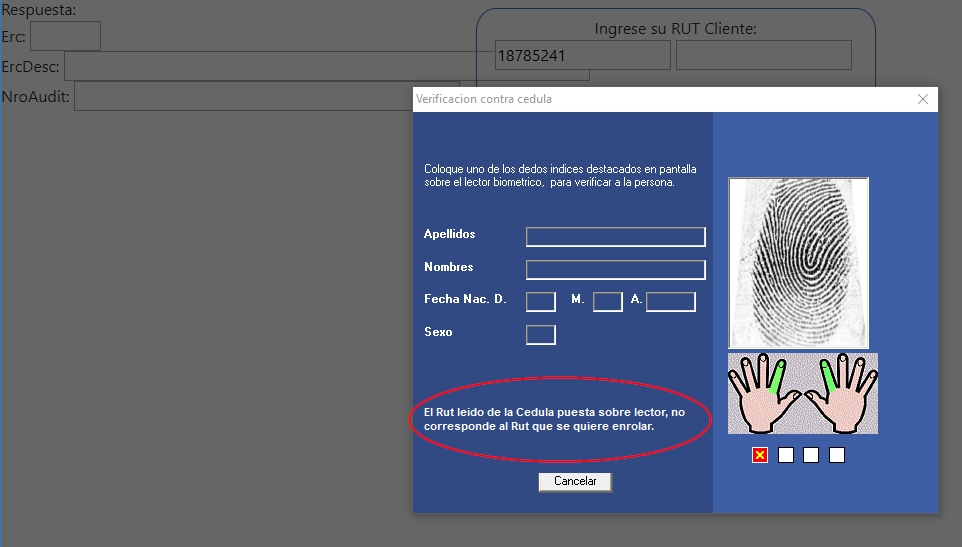 Respuesta:
Erc:
ErcDesc:
NroAudit:
Ingrese su RUT Cliente:
18785241
Verificacion contra cedula
Coloque uno de los dedos indices destacados en pantalla
sobre el lector biometrico, para verificar a la persona.
Apellidos
Nombres
Fecha Nac. D. M. A.
Sexo
El Rut leido de la Cedula puesta sobre lector, no
corresponde al Rut que se quiere enrolar.
Cancelar